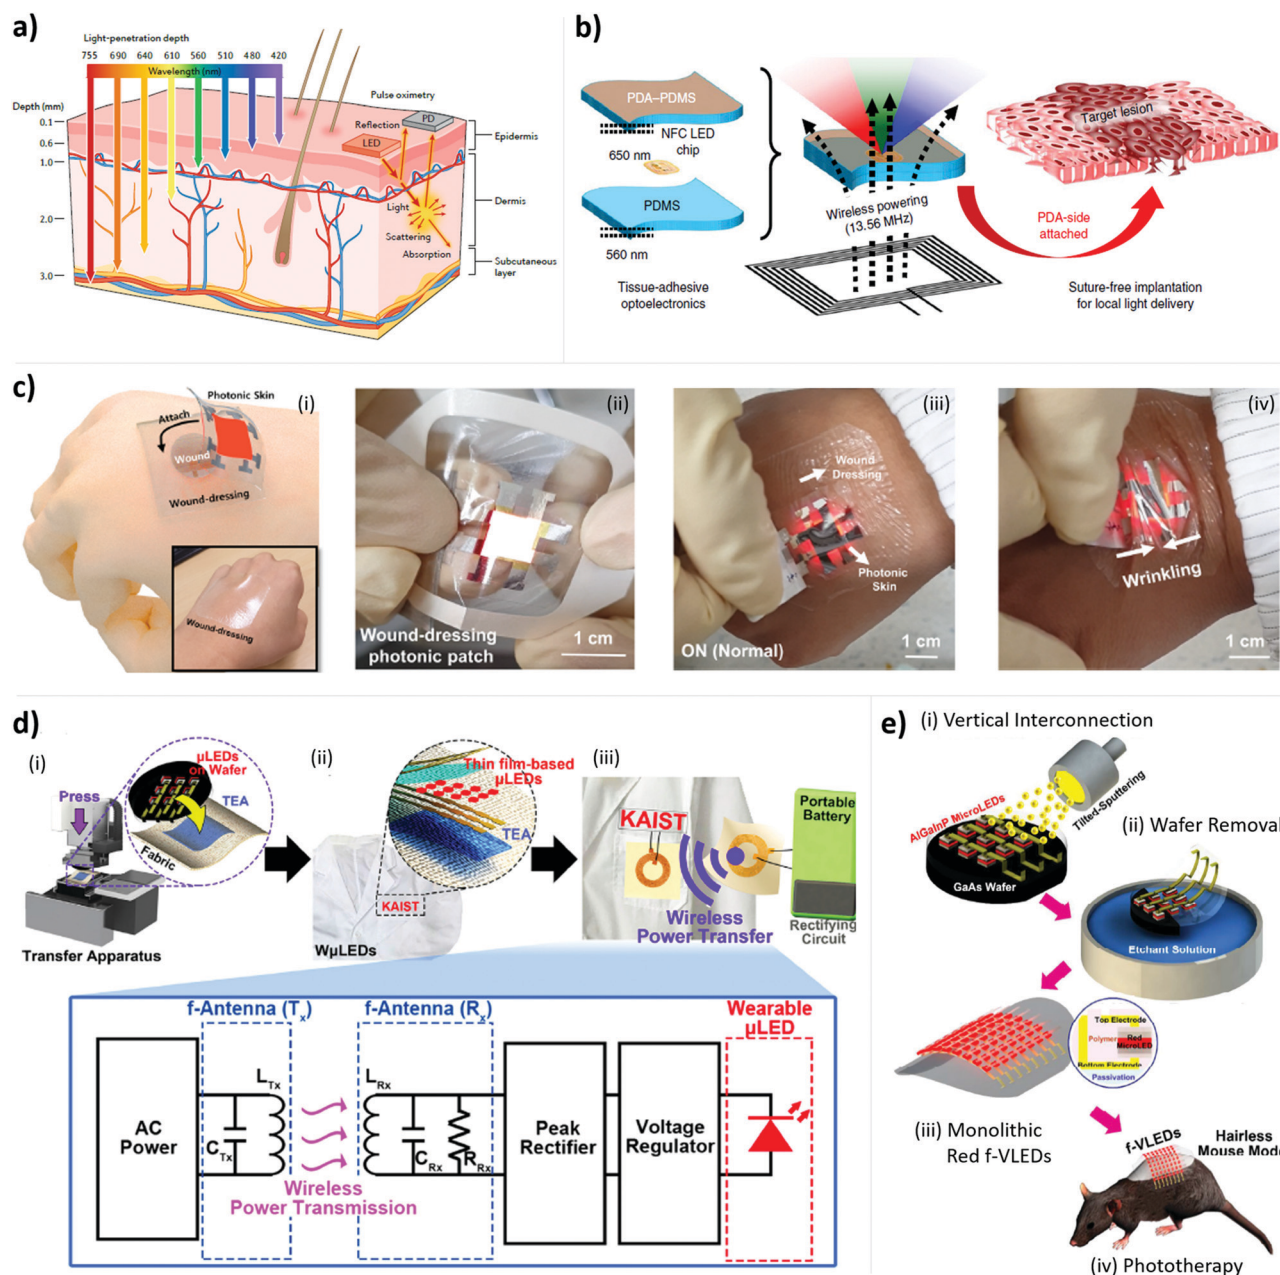 a)
Light-penetration depth
755 690 640 610 560 510 480 420
Wavelength (nm)
Depth (mm)
0.1
0.6
1.0
2.0
3.0
Pulse oximetry
PD
Reflection
LED
Light
Scattering
Absorption
Epidermis
Dermis
Subcutaneous
layer
b)
PDA–PDMS
NFC LED
chip
650 nm
PDMS
560 nm
Tissue-adhesive
optoelectronics
Wireless powering
(13.56 MHz)
Target lesion
PDA-side
attached
Suture-free implantation
for local light delivery
c)
(i)
Photonic Skin
Attach
Wound
Wound-dressing
Wound-dressing
(ii)
Wound-dressing
photonic patch
1 cm
(iii)
Wound
Dressing
Photonic
Skin
ON (Normal)
1 cm
(iv)
Wrinkling
1 cm
d)
(i)
μLEDs
on Wafer
Press
TEA
Fabric
Transfer Apparatus
(ii)
Thin film-based
μLEDs
TEA
KAIST
WμLEDs
(iii)
KAIST
Portable
Battery
Wireless
Power Transfer
Rectifying
Circuit
f-Antenna (Tx)
f-Antenna (Rx)
Wearable
μLED
AC
Power
LTx
CTx
LRx
CRx
RRx
Wireless
Power Transmission
Peak
Rectifier
Voltage
Regulator
e)
(i) Vertical Interconnection
Tilted-Sputtering
AlGaInP MicroLEDs
GaAs Wafer
(ii) Wafer Removal
Etchant Solution
Top Electrode
Polymer
Red
MicroLED
Bottom Electrode
Passivation
(iii) Monolithic
Red f-VLEDs
f-VLEDs
Hairless
Mouse Mode
(iv) Phototherapy